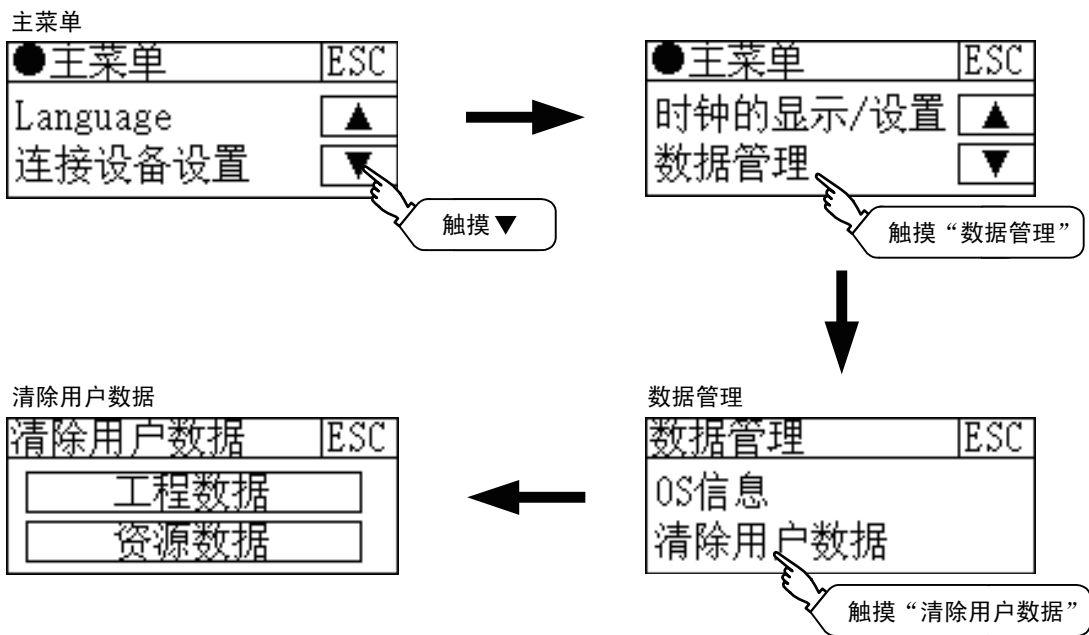 主菜单
●主菜单 ESC
Language ▲
连接设备设置 ▼
触摸▼
●主菜单 ESC
时钟的显示/设置 ▲
数据管理 ▼
触摸“数据管理”
数据管理
数据管理 ESC
OS信息
清除用户数据
触摸“清除用户数据”
清除用户数据
清除用户数据 ESC
工程数据
资源数据